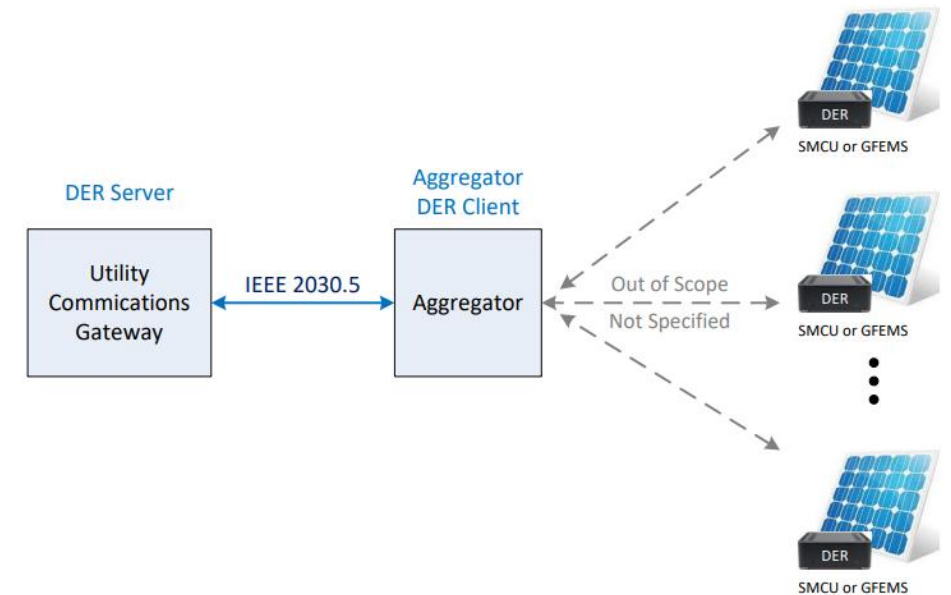 DER Server
Utility
Commications
Gateway
IEEE 2030.5
Aggregator
DER Client
Aggregator
Out of Scope
Not Specified
DER
SMCU or GFEMS
DER
SMCU or GFEMS
DER
SMCU or GFEMS